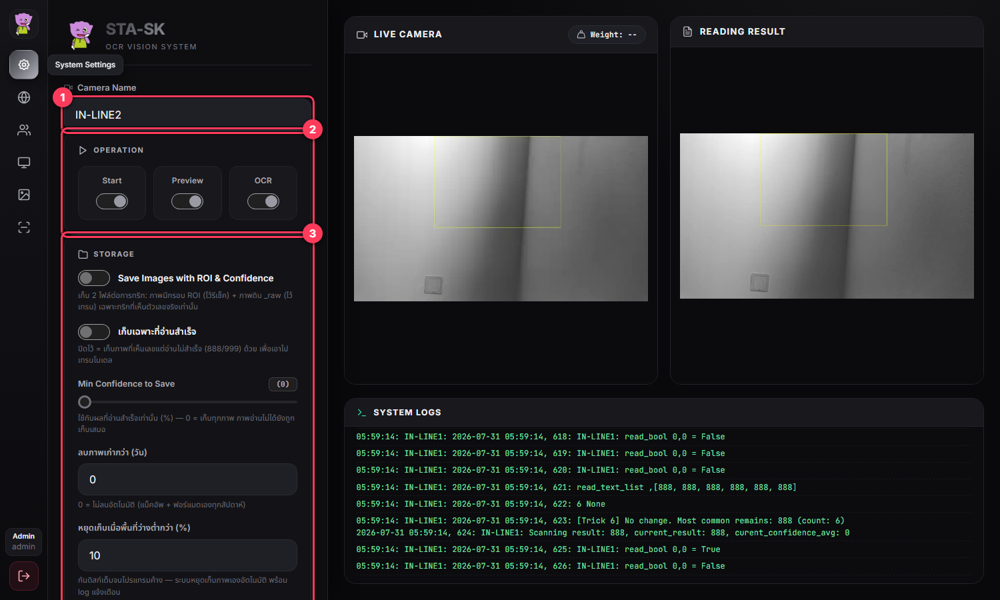 STA-SK
OCR VISION SYSTEM
System Settings
Camera Name
1
IN-LINE2
2
OPERATION
Start
Preview
OCR
3
STORAGE
Save Images with ROI & Confidence
เก็บ 2 ไฟล์ต่อการทริก: ภาพมีกรอบ ROI (ไว้รีเช็ค) + ภาพดิบ _raw (ไว้
เทรน) เฉพาะทริกที่เห็นตัวเลขจริงเท่านั้น
เก็บเฉพาะที่อ่านสำเร็จ
ปิดไว้ = เก็บภาพที่เห็นเลขแต่อ่านไม่สำเร็จ (888/999) ด้วย เพื่อเอาไป
เทรนโมเดล
Min Confidence to Save
(0)
ใช้กับผลที่อ่านสำเร็จเท่านั้น (%) — 0 = เก็บทุกภาพ ภาพอ่านไม่ได้ยังถูก
เก็บเสมอ
ลบภาพเก่ากว่า (วัน)
0
0 = ไม่ลบอัตโนมัติ (แบ็คอัพ + ฟอร์แมตเองทุกสัปดาห์)
หยุดเก็บเมื่อพื้นที่ว่างต่ำกว่า (%)
10
กันดิสก์เต็มจนโปรแกรมค้าง — ระบบหยุดเก็บภาพเองอัตโนมัติ พร้อม
log แจ้งเตือน
Admin
admin
LIVE CAMERA
Weight: --
READING RESULT
SYSTEM LOGS
05:59:14: IN-LINE1: 2026-07-31 05:59:14, 618: IN-LINE1: read_bool 0,0 = False
05:59:14: IN-LINE1: 2026-07-31 05:59:14, 619: IN-LINE1: read_bool 0,0 = False
05:59:14: IN-LINE1: 2026-07-31 05:59:14, 620: IN-LINE1: read_bool 0,0 = False
05:59:14: IN-LINE1: 2026-07-31 05:59:14, 621: read_text_list ,[888, 888, 888, 888, 888, 888]
05:59:14: IN-LINE1: 2026-07-31 05:59:14, 622: 6 None
05:59:14: IN-LINE1: 2026-07-31 05:59:14, 623: [Trick 6] No change. Most common remains: 888 (count: 6)
2026-07-31 05:59:14, 624: IN-LINE1: Scanning result: 888, current_result: 888, curent_confidence_avg: 0
05:59:14: IN-LINE1: 2026-07-31 05:59:14, 625: IN-LINE1: read_bool 0,0 = True
05:59:14: IN-LINE1: 2026-07-31 05:59:14, 626: IN-LINE1: read_bool 0,0 = False